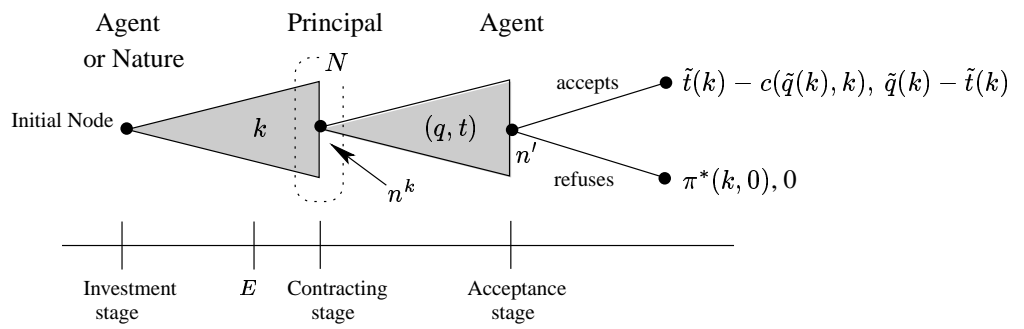 Agent
or Nature
Principal
Agent
N
Initial Node
k
(q, t)
n′
n^k
accepts
t̃(k) − c(q̃(k), k), q̃(k) − t̃(k)
refuses
π*(k, 0), 0
Investment
stage
E
Contracting
stage
Acceptance
stage